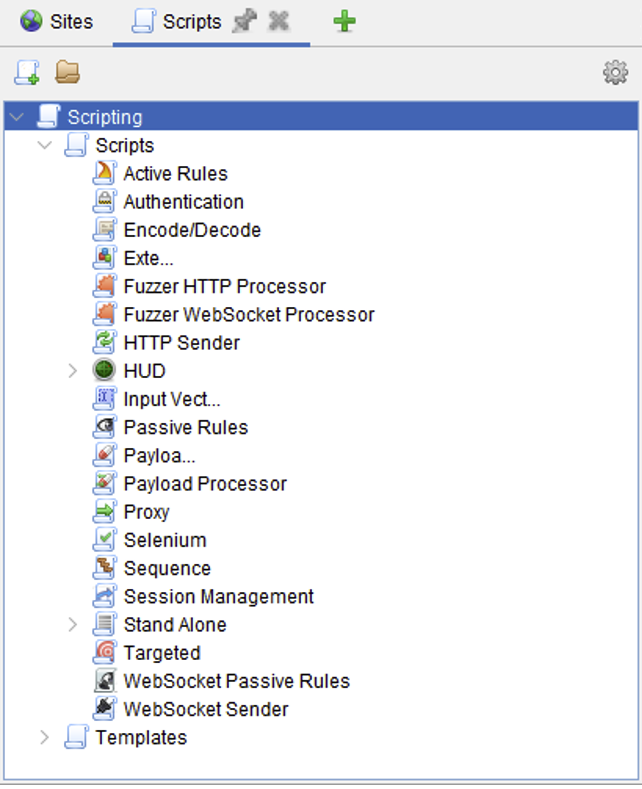 Sites
Scripts
Scripting
Scripts
Active Rules
Authentication
Encode/Decode
Exte...
Fuzzer HTTP Processor
Fuzzer WebSocket Processor
HTTP Sender
HUD
Input Vect...
Passive Rules
Payloa...
Payload Processor
Proxy
Selenium
Sequence
Session Management
Stand Alone
Targeted
WebSocket Passive Rules
WebSocket Sender
Templates